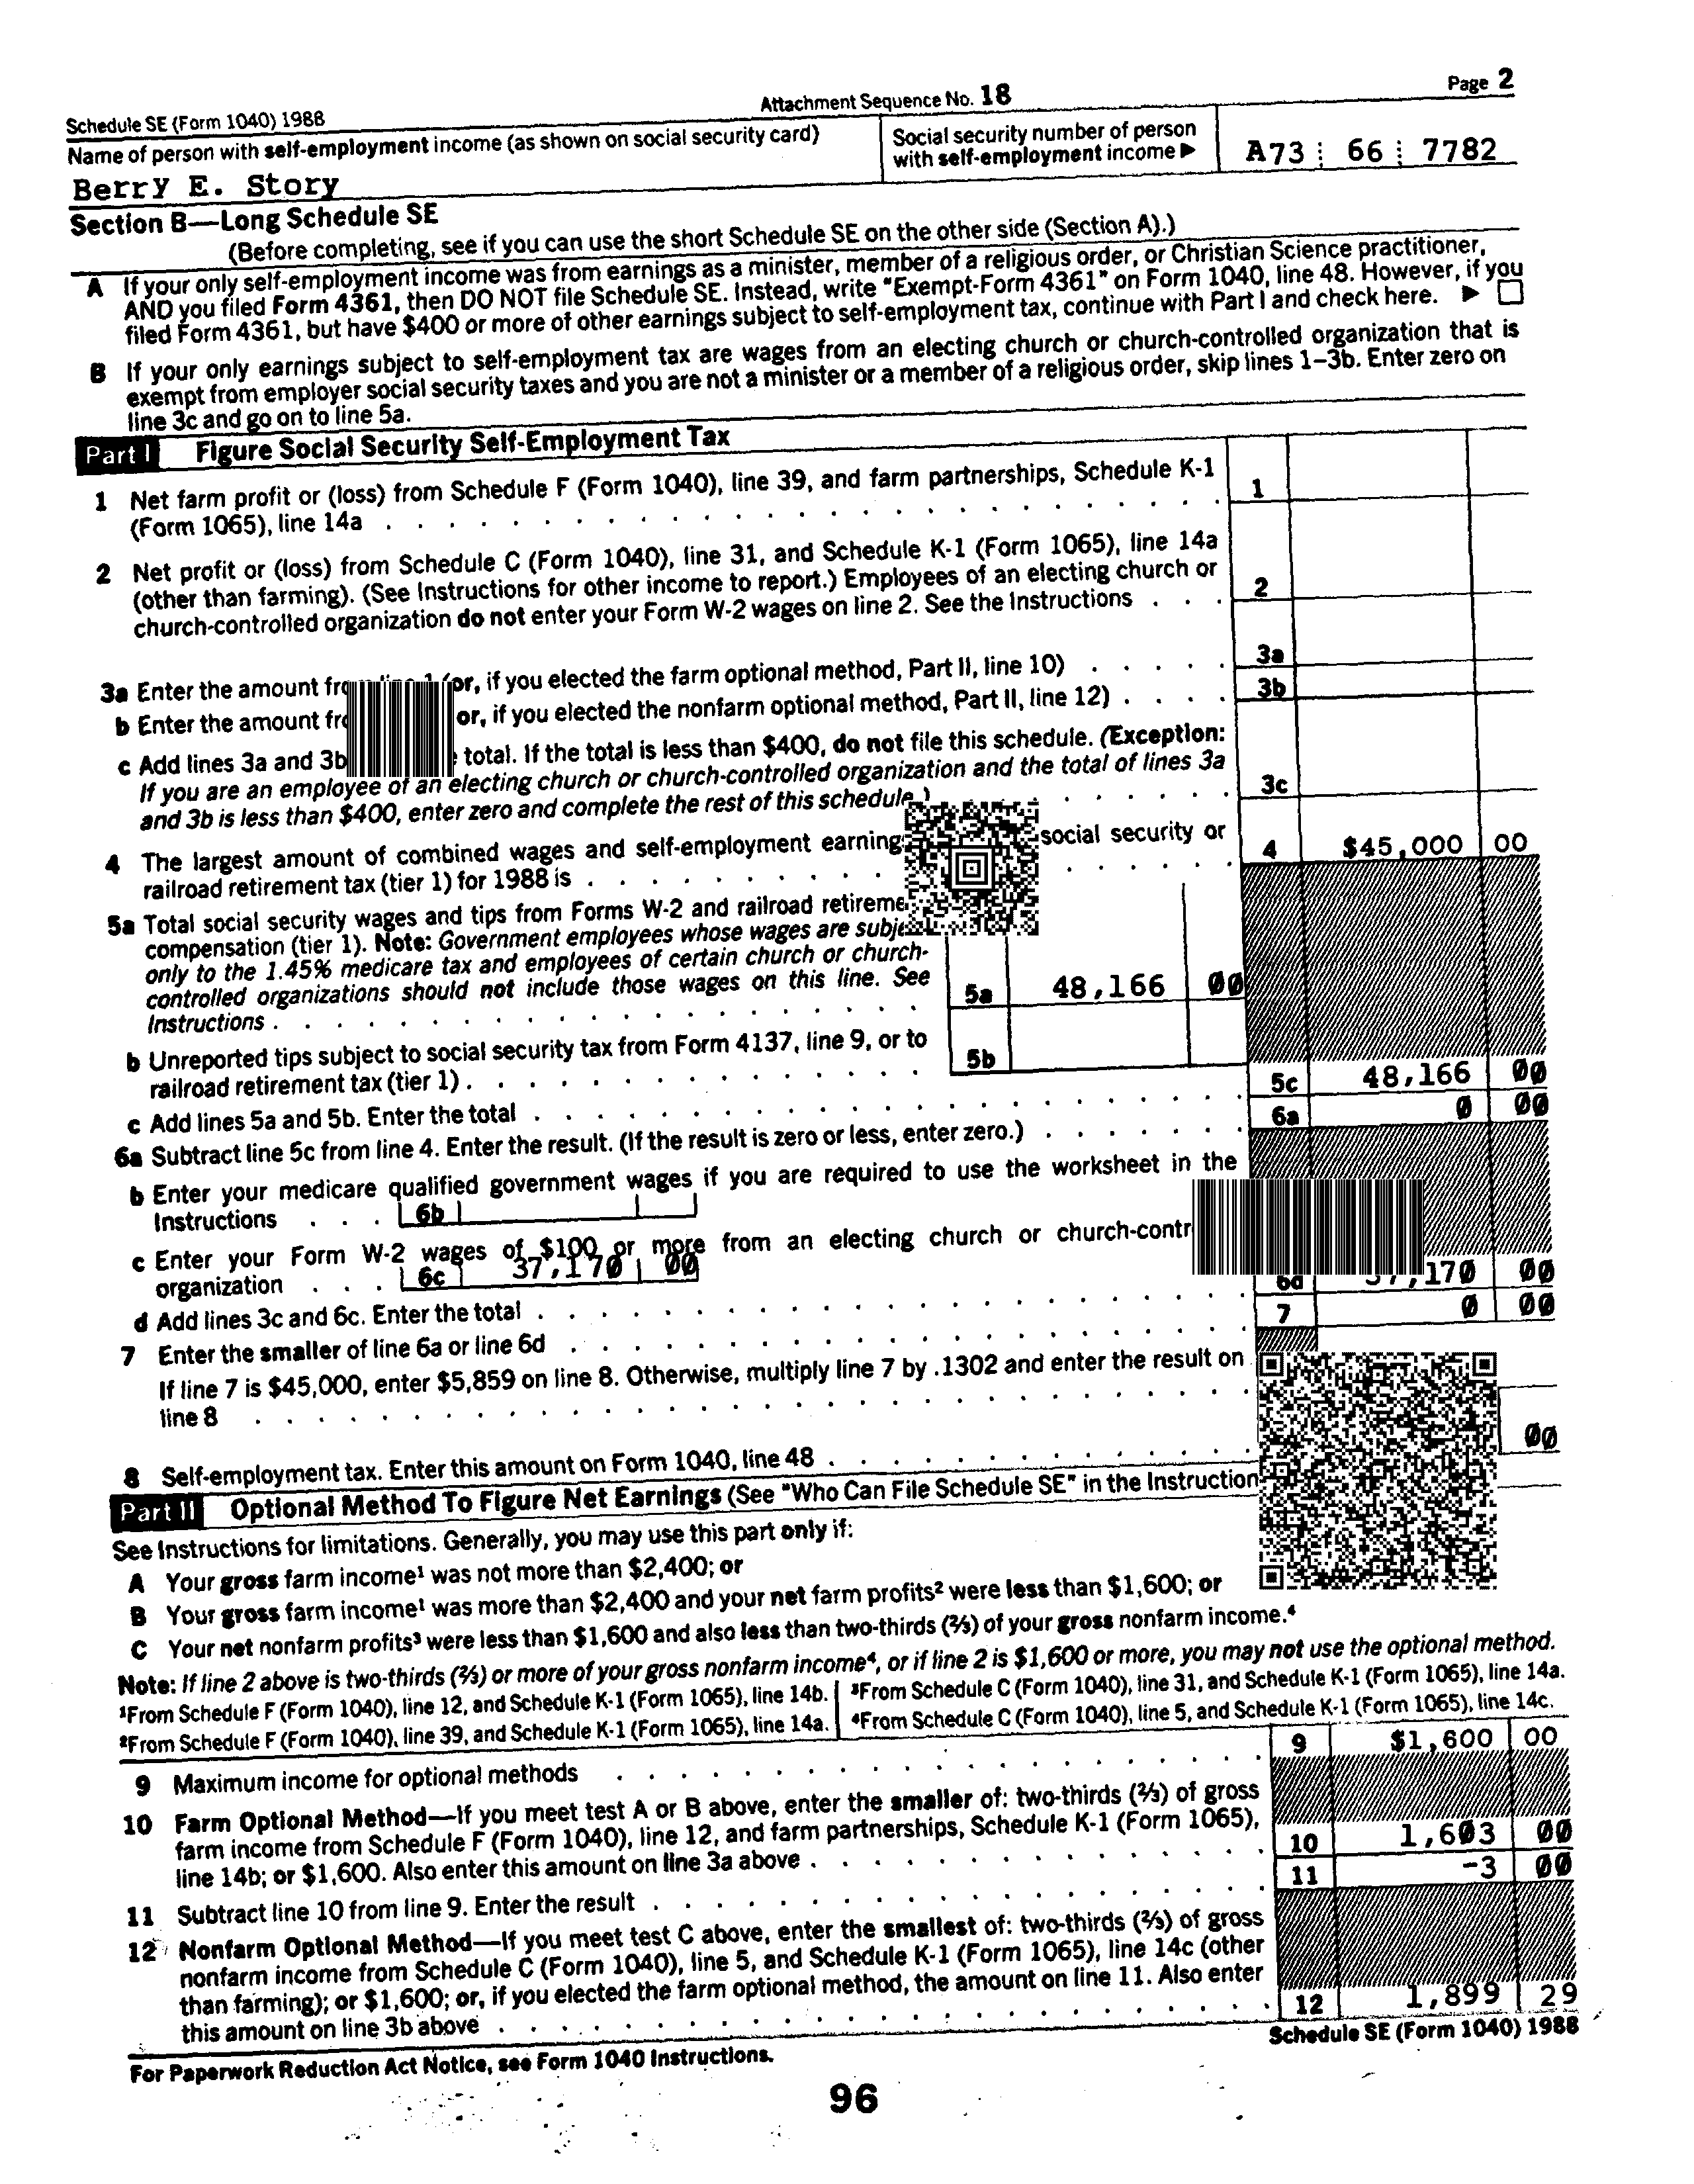 Page 2
Attachment Sequence No. 18
Schedule SE (Form 1040) 1988
Name of person with self-employment income (as shown on social security card)
Social security number of person
with self-employment income ▶
A73 66 7782
Berry E. Story
Section B—Long Schedule SE
(Before completing, see if you can use the short Schedule SE on the other side (Section A).)
A If your only self-employment income was from earnings as a minister, member of a religious order, or Christian Science practitioner,
AND you filed Form 4361, then DO NOT file Schedule SE. Instead, write "Exempt-Form 4361" on Form 1040, line 48. However, if you
filed Form 4361, but have $400 or more of other earnings subject to self-employment tax, continue with Part I and check here. ▶
B If your only earnings subject to self-employment tax are wages from an electing church or church-controlled organization that is
exempt from employer social security taxes and you are not a minister or a member of a religious order, skip lines 1–3b. Enter zero on
line 3c and go on to line 5a.
Part I Figure Social Security Self-Employment Tax
1 Net farm profit or (loss) from Schedule F (Form 1040), line 39, and farm partnerships, Schedule K-1
(Form 1065), line 14a . . . . . 1
2 Net profit or (loss) from Schedule C (Form 1040), line 31, and Schedule K-1 (Form 1065), line 14a
(other than farming). (See Instructions for other income to report.) Employees of an electing church or
church-controlled organization do not enter your Form W-2 wages on line 2. See the Instructions . . . 2
3a Enter the amount (or, if you elected the farm optional method, Part II, line 10) . . . . . 3a
b Enter the amount or, if you elected the nonfarm optional method, Part II, line 12) . . . . 3b
c Add lines 3a and 3b total. If the total is less than $400, do not file this schedule. (Exception:
If you are an employee of an electing church or church-controlled organization and the total of lines 3a
and 3b is less than $400, enter zero and complete the rest of this schedule.) . . . . . 3c
4 The largest amount of combined wages and self-employment social security or
railroad retirement tax (tier 1) for 1988 is . . . . . 4 $45,000 00
5a Total social security wages and tips from Forms W-2 and railroad
compensation (tier 1). Note: Government employees whose wages are
only to the 1.45% medicare tax and employees of certain church or church-
controlled organizations should not include those wages on this line. See
Instructions . . . . . 5a 48,166 00
b Unreported tips subject to social security tax from Form 4137, line 9, or to
railroad retirement tax (tier 1) . . . . . 5b
c Add lines 5a and 5b. Enter the total . . . . . 5c 48,166 00
6a Subtract line 5c from line 4. Enter the result. (If the result is zero or less, enter zero.) . . . . . 6a 0 00
b Enter your medicare qualified government wages if you are required to use the worksheet in the
Instructions . . . 6b
c Enter your Form W-2 wages of $100 or more from an electing church or
organization . . . 6c 37,170 00
d Add lines 3c and 6c. Enter the total . . . . . 00
7 Enter the smaller of line 6a or line 6d . . . . . 7 0 00
If line 7 is $45,000, enter $5,859 on line 8. Otherwise, multiply line 7 by .1302 and enter the result on
line 8 . . . . .
8 Self-employment tax. Enter this amount on Form 1040, line 48 . . . . . 00
Part II Optional Method To Figure Net Earnings (See "Who Can File Schedule SE" in the
See Instructions for limitations. Generally, you may use this part only if:
A Your gross farm income¹ was not more than $2,400; or
B Your gross farm income¹ was more than $2,400 and your net farm profits² were less than $1,600; or
C Your net nonfarm profits³ were less than $1,600 and also less than two-thirds (⅔) of your gross nonfarm income.⁴
Note: If line 2 above is two-thirds (⅔) or more of your gross nonfarm income⁴, or if line 2 is $1,600 or more, you may not use the optional method.
¹From Schedule F (Form 1040), line 12, and Schedule K-1 (Form 1065), line 14b.
³From Schedule C (Form 1040), line 31, and Schedule K-1 (Form 1065), line 14a.
²From Schedule F (Form 1040), line 39, and Schedule K-1 (Form 1065), line 14a.
⁴From Schedule C (Form 1040), line 5, and Schedule K-1 (Form 1065), line 14c.
9 Maximum income for optional methods . . . . . 9 $1,600 00
10 Farm Optional Method—If you meet test A or B above, enter the smaller of: two-thirds (⅔) of gross
farm income from Schedule F (Form 1040), line 12, and farm partnerships, Schedule K-1 (Form 1065),
line 14b; or $1,600. Also enter this amount on line 3a above . . . . . 10 1,603 00
11 Subtract line 10 from line 9. Enter the result . . . . . 11 -3 00
12 Nonfarm Optional Method—If you meet test C above, enter the smallest of: two-thirds (⅔) of gross
nonfarm income from Schedule C (Form 1040), line 5, and Schedule K-1 (Form 1065), line 14c (other
than farming); or $1,600; or, if you elected the farm optional method, the amount on line 11. Also enter
this amount on line 3b above . . . . . 12 1,899 29
For Paperwork Reduction Act Notice, see Form 1040 Instructions.
Schedule SE (Form 1040) 1988
96